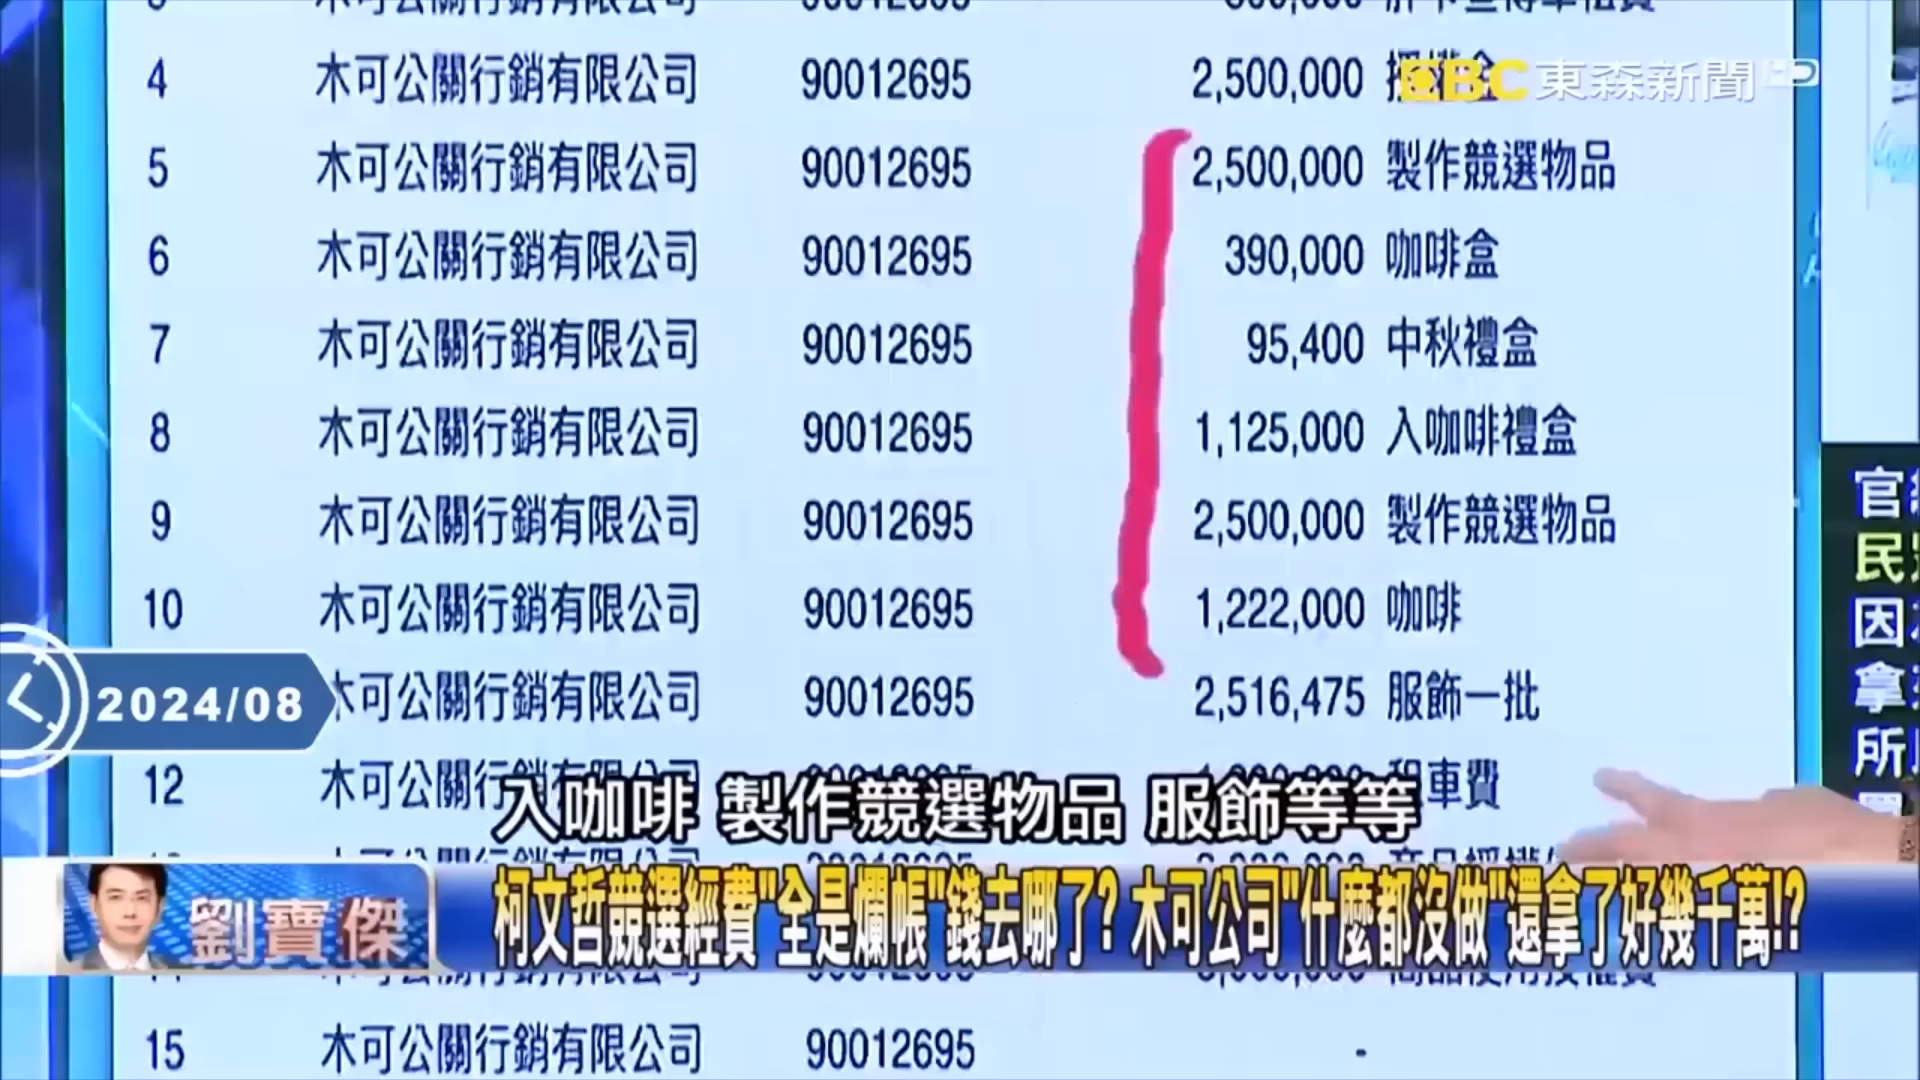 4 木可公關行銷有限公司 90012695 2,500,000
EBC 東森新聞 HD
5 木可公關行銷有限公司 90012695 2,500,000 製作競選物品
6 木可公關行銷有限公司 90012695 390,000 咖啡盒
7 木可公關行銷有限公司 90012695 95,400 中秋禮盒
8 木可公關行銷有限公司 90012695 1,125,000 入咖啡禮盒
9 木可公關行銷有限公司 90012695 2,500,000 製作競選物品
10 木可公關行銷有限公司 90012695 1,222,000 咖啡
木可公關行銷有限公司 90012695 2,516,475 服飾一批
2024/08
12 木可公關行銷有限公司 租車費
入咖啡 製作競選物品 服飾等等
劉寶傑
柯文哲競選經費"全是爛帳"錢去哪了? 木可公司"什麼都沒做"還拿了好幾千萬!?
15 木可公關行銷有限公司 90012695 -
官
民
因
拿
所